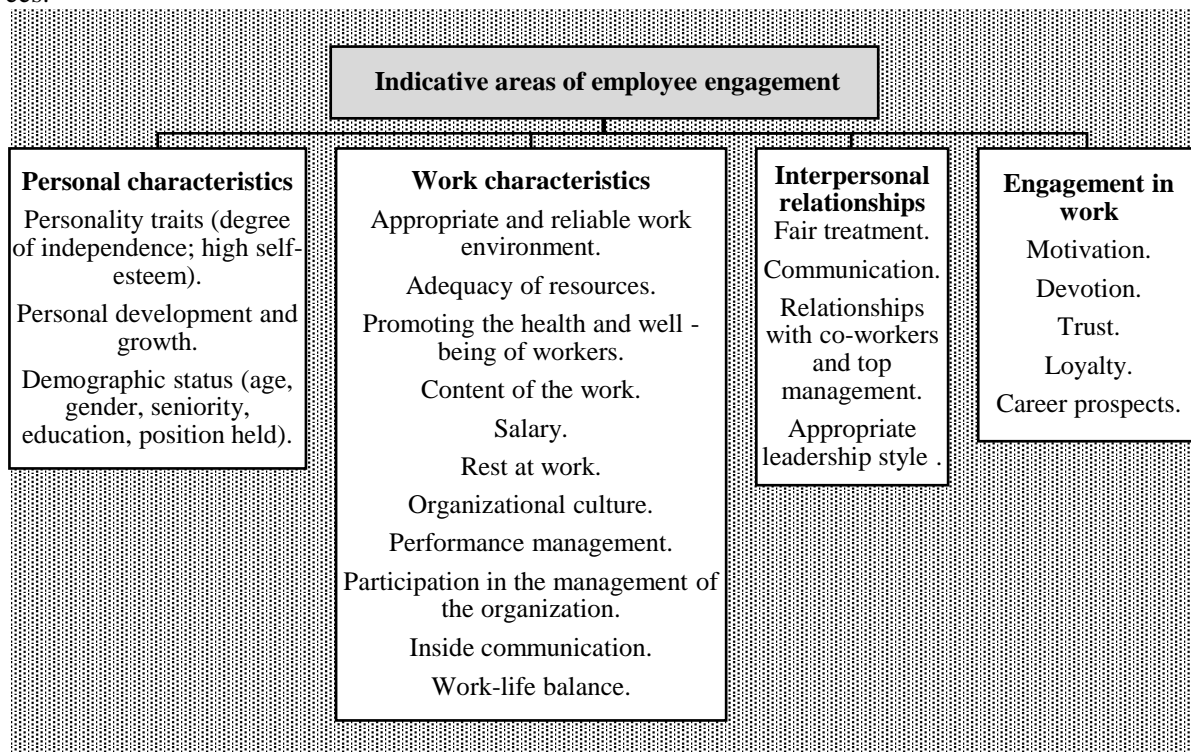 ees.
Indicative areas of employee engagement
Personal characteristics
Personality traits (degree
of independence; high self-
esteem).
Personal development and
growth.
Demographic status (age,
gender, seniority,
education, position held).
Work characteristics
Appropriate and reliable work
environment.
Adequacy of resources.
Promoting the health and well -
being of workers.
Content of the work.
Salary.
Rest at work.
Organizational culture.
Performance management.
Participation in the management of
the organization.
Inside communication.
Work-life balance.
Interpersonal
relationships
Fair treatment.
Communication.
Relationships
with co-workers
and top
management.
Appropriate
leadership style .
Engagement in
work
Motivation.
Devotion.
Trust.
Loyalty.
Career prospects.